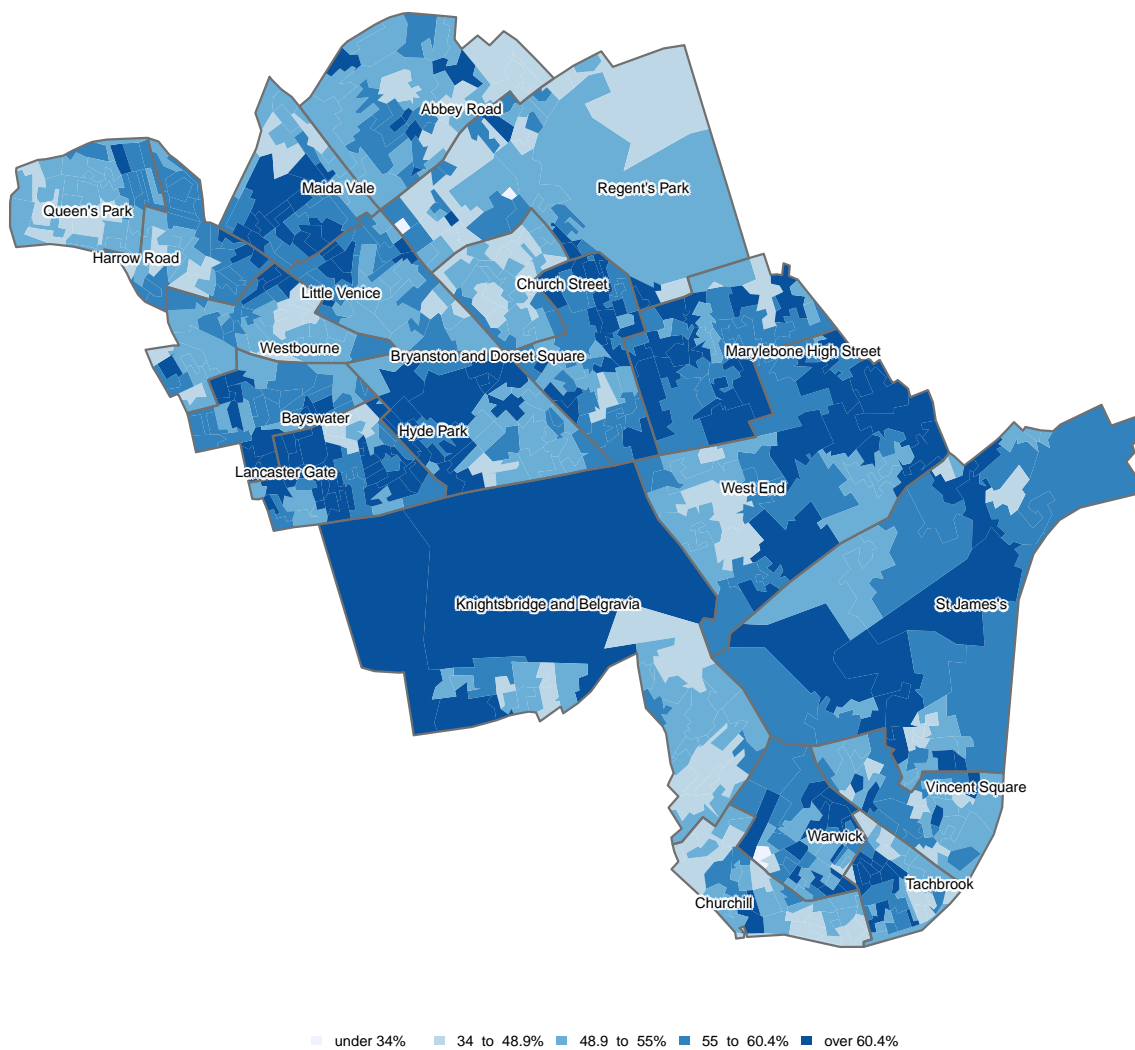 Abbey Road
Maida Vale
Regent's Park
Queen's Park
Harrow Road
Church Street
Little Venice
Westbourne
Marylebone High Street
Bryanston and Dorset Square
Bayswater
Hyde Park
Lancaster Gate
West End
Knightsbridge and Belgravia
St James's
Vincent Square
Warwick
Tachbrook
Churchill
under 34% 34 to 48.9% 48.9 to 55% 55 to 60.4% over 60.4%